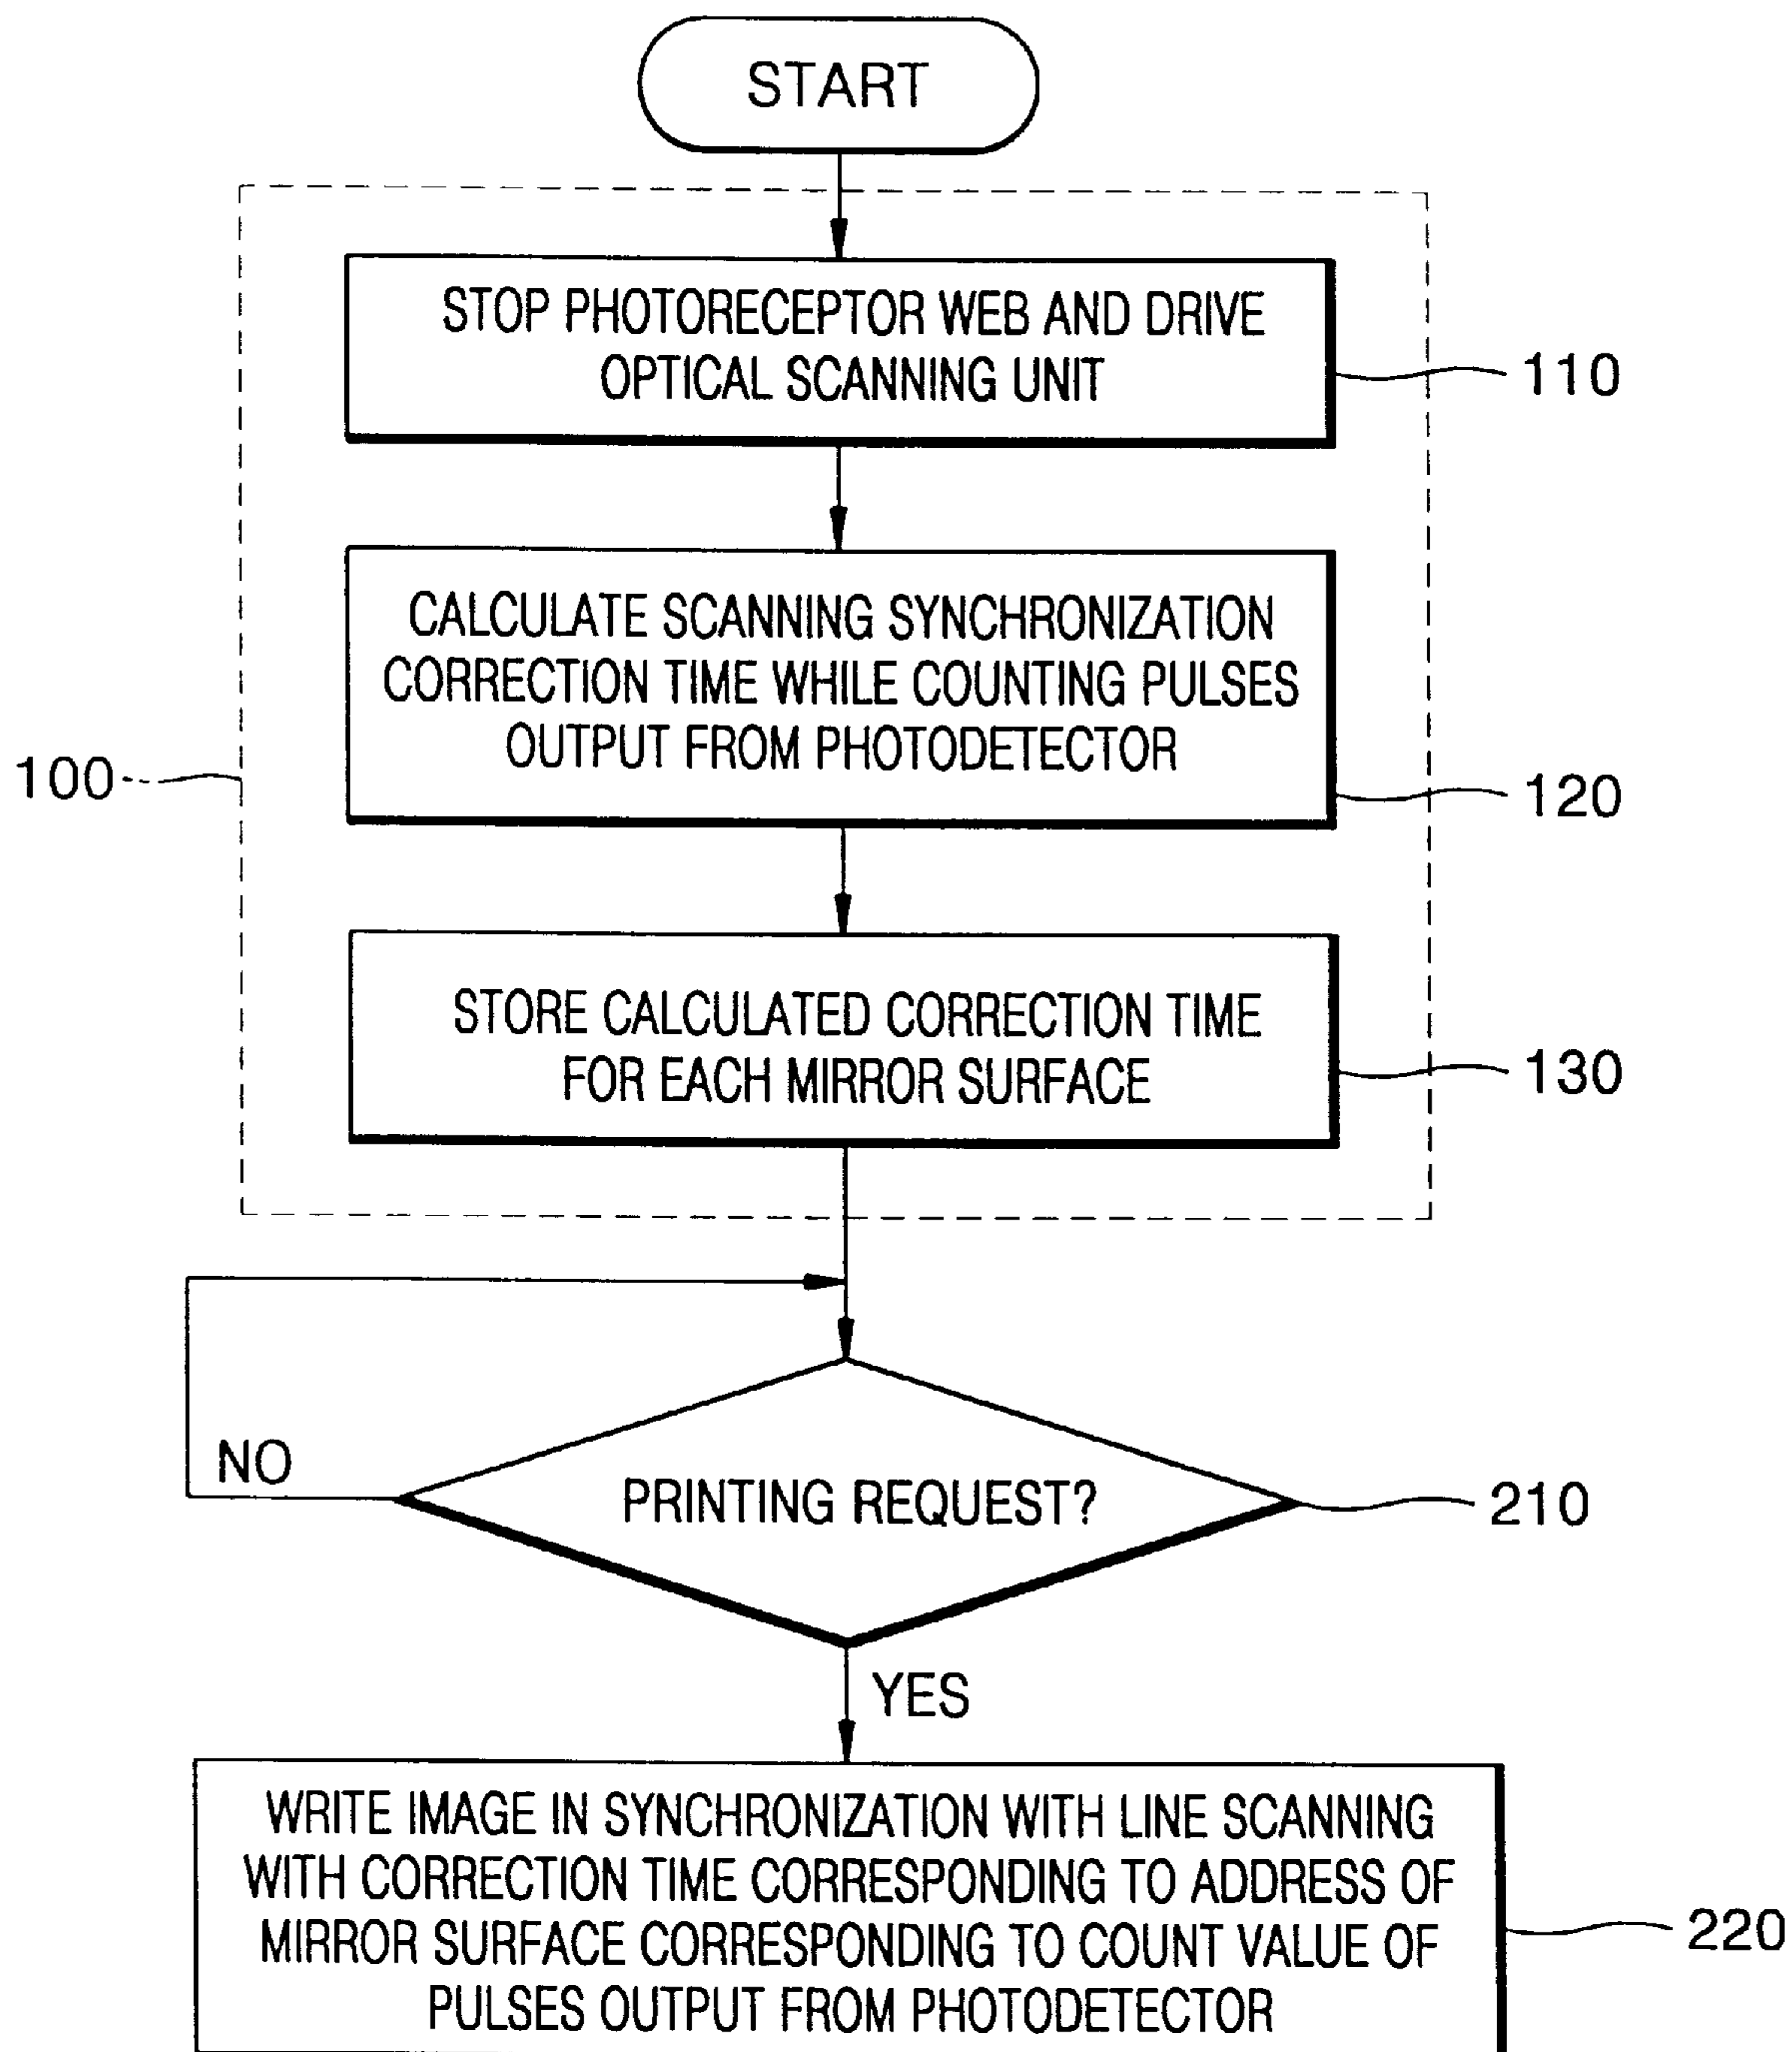 START
STOP PHOTORECEPTOR WEB AND DRIVE
OPTICAL SCANNING UNIT
110
CALCULATE SCANNING SYNCHRONIZATION
CORRECTION TIME WHILE COUNTING PULSES
OUTPUT FROM PHOTODETECTOR
100
120
STORE CALCULATED CORRECTION TIME
FOR EACH MIRROR SURFACE
130
NO
PRINTING REQUEST?
210
YES
WRITE IMAGE IN SYNCHRONIZATION WITH LINE SCANNING
WITH CORRECTION TIME CORRESPONDING TO ADDRESS OF
MIRROR SURFACE CORRESPONDING TO COUNT VALUE OF
PULSES OUTPUT FROM PHOTODETECTOR
220